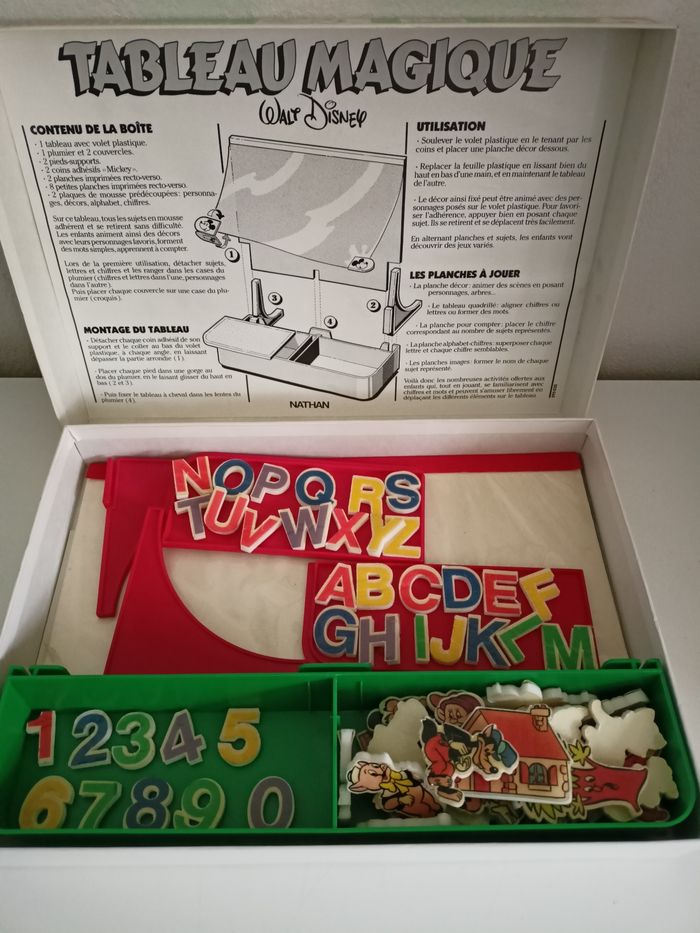 TABLEAU MAGIQUE
WALT DISNEY
CONTENU DE LA BOÎTE
· 1 tableau avec volet plastique.
· 1 plumier et 2 couvercles.
· 2 pieds-supports.
· 2 coins adhésifs «Mickey».
· 2 planches imprimées recto-verso.
· 8 petites planches imprimées recto-verso.
· 2 plaques de mousse prédécoupées: personna-
ges, décors, alphabet, chiffres.
Sur ce tableau, tous les sujets en mousse
adhèrent et se retirent sans difficulté.
Les enfants animent ainsi des décors
avec leurs personnages favoris, forment
des mots simples, apprennent à compter.
Lors de la première utilisation, détacher sujets,
lettres et chiffres et les ranger dans les cases du
plumier (chiffres et lettres dans l'une, personnages
dans l'autre).
Puis placer chaque couvercle sur une case du plu-
mier (croquis).
MONTAGE DU TABLEAU
· Détacher chaque coin adhésif de son
support et le coller au bas du volet
plastique, à chaque angle, en laissant
dépasser la partie arrondie (1).
· Placer chaque pied dans une gorge au
dos du plumier, en le faisant glisser du haut en
bas (2 et 3).
· Puis fixer le tableau à cheval dans les fentes du
plumier (4).
1
3
4
2
NATHAN
UTILISATION
· Soulever le volet plastique en le tenant par les
coins et placer une planche décor dessous.
· Replacer la feuille plastique en lissant bien du
haut en bas d'une main, et en maintenant le tableau
de l'autre.
· Le décor ainsi fixé peut être animé avec des per-
sonnages posés sur le volet plastique. Pour favori-
ser l'adhérence, appuyer bien en posant chaque
sujet. Ils se retirent et se déplacent très facilement.
En alternant planches et sujets, les enfants vont
découvrir des jeux variés.
LES PLANCHES À JOUER
· La planche décor: animer des scènes en posant
personnages, arbres...
· Le tableau quadrillé: aligner chiffres ou
lettres ou former des mots.
· La planche pour compter: placer le chiffre
correspondant au nombre de sujets représentés.
· La planche alphabet-chiffres: superposer chaque
lettre et chaque chiffre semblables.
· Les planches images: former le nom de chaque
sujet représenté.
Voilà donc les nombreuses activités offertes aux
enfants qui, tout en jouant, se familiarisent avec
chiffres et mots et peuvent s'amuser librement en
déplaçant les différents éléments sur le tableau.
NOPQRS
TUVWXYZ
ABCDEF
GHIJKLM
12345
67890